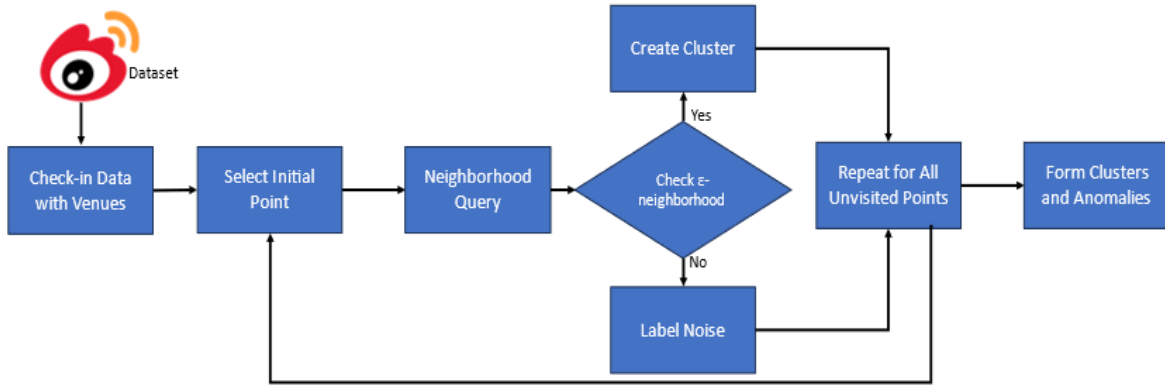 Dataset
Check-in Data
with Venues
Select Initial
Point
Neighborhood
Query
Check ε-
neighborhood
Yes
Create Cluster
No
Label Noise
Repeat for All
Unvisited Points
Form Clusters
and Anomalies